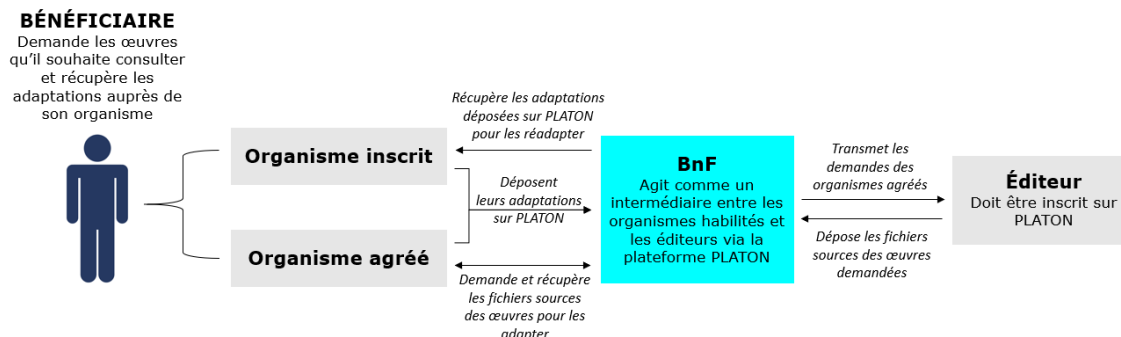 BÉNÉFICIAIRE
Demande les œuvres
qu'il souhaite consulter
et récupère les
adaptations auprès de
son organisme
Organisme inscrit
Organisme agréé
Récupère les adaptations
déposées sur PLATON
pour les réadapter
Déposent
leurs adaptations
sur PLATON
Demande et récupère
les fichiers sources
des œuvres pour les
adapter
BnF
Agit comme un
intermédiaire entre les
organismes habilités et
les éditeurs via la
plateforme PLATON
Transmet les
demandes des
organismes agréés
Dépose les fichiers
sources des œuvres
demandées
Éditeur
Doit être inscrit sur
PLATON